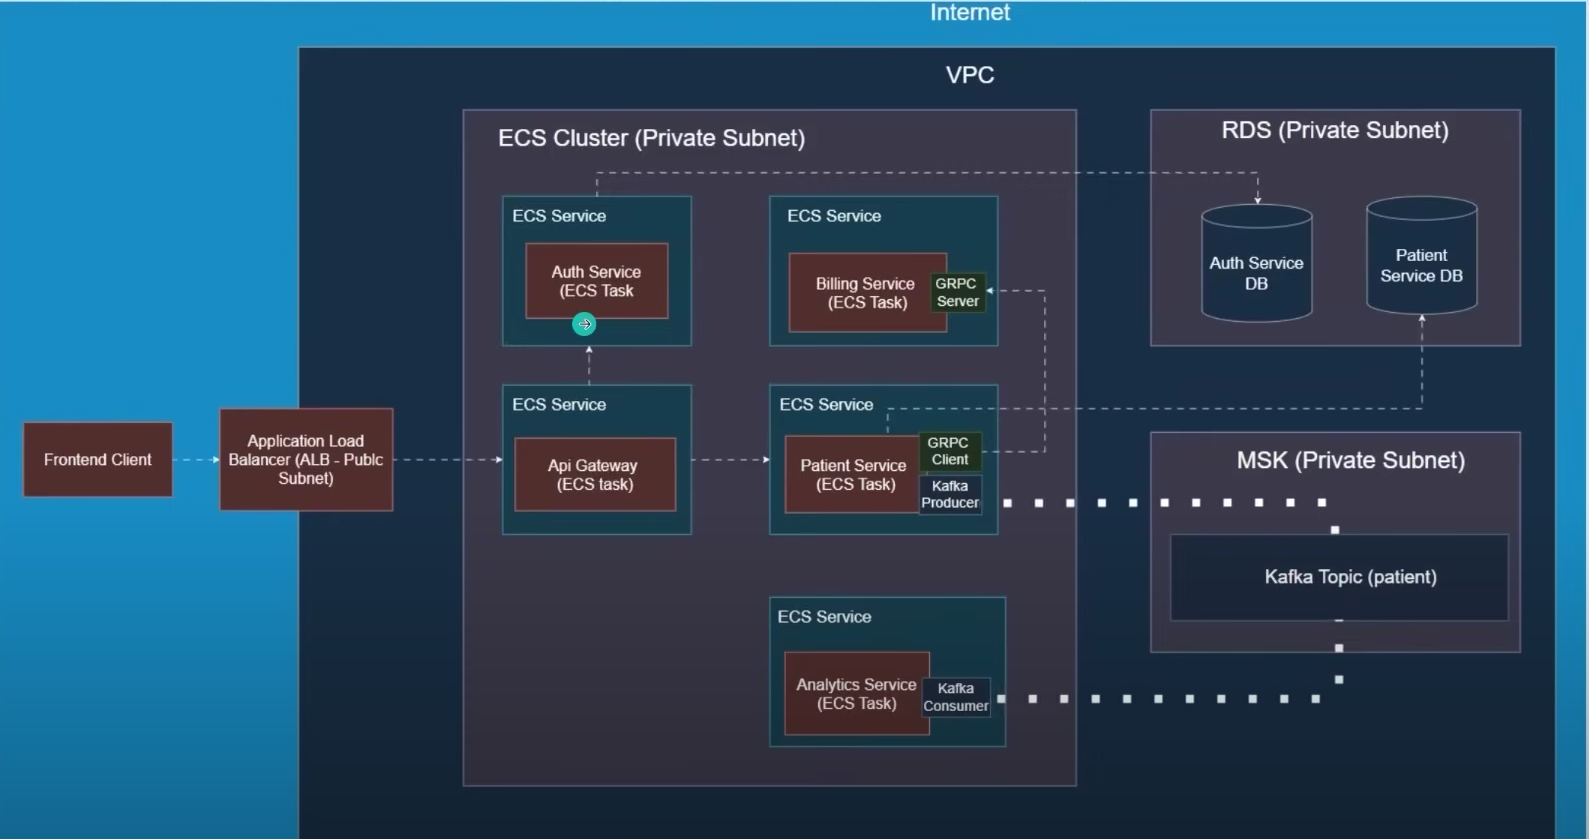 Internet
VPC
ECS Cluster (Private Subnet)
RDS (Private Subnet)
ECS Service
Auth Service
(ECS Task
ECS Service
Billing Service
(ECS Task)
GRPC
Server
Auth Service
DB
Patient
Service DB
Frontend Client
Application Load
Balancer (ALB - Publc
Subnet)
ECS Service
Api Gateway
(ECS task)
ECS Service
Patient Service
(ECS Task)
GRPC
Client
Kafka
Producer
MSK (Private Subnet)
Kafka Topic (patient)
ECS Service
Analytics Service
(ECS Task)
Kafka
Consumer